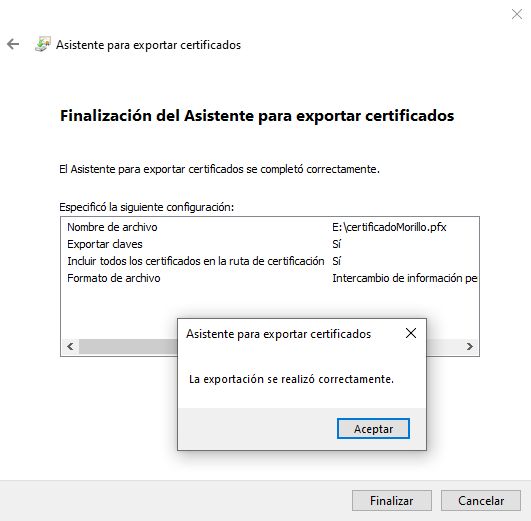 Asistente para exportar certificados
Finalización del Asistente para exportar certificados
El Asistente para exportar certificados se completó correctamente.
Especificó la siguiente configuración:
Nombre de archivo E:\certificadoMorillo.pfx
Exportar claves Sí
Incluir todos los certificados en la ruta de certificación Sí
Formato de archivo Intercambio de información pe
Asistente para exportar certificados
La exportación se realizó correctamente.
Aceptar
Finalizar Cancelar